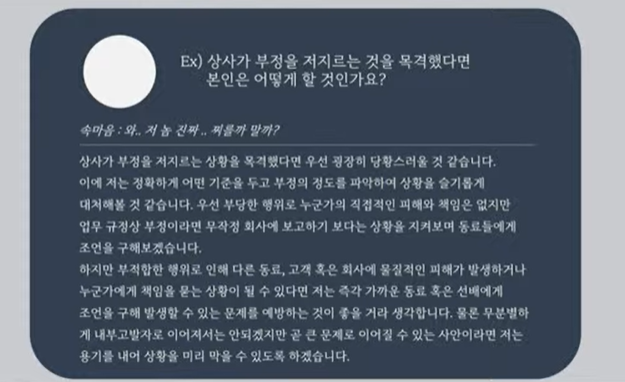 Ex) 상사가 부정을 저지르는 것을 목격했다면
본인은 어떻게 할 것인가요?
속마음 : 와.. 저 놈 진짜 .. 찌를까 말까?
상사가 부정을 저지르는 상황을 목격했다면 우선 굉장히 당황스러울 것 같습니다.
이에 저는 정확하게 어떤 기준을 두고 부정의 정도를 파악하여 상황을 슬기롭게
대처해볼 것 같습니다. 우선 부당한 행위로 누군가의 직접적인 피해와 책임은 없지만
업무 규정상 부정이라면 무작정 회사에 보고하기 보다는 상황을 지켜보며 동료들에게
조언을 구해보겠습니다.
하지만 부적합한 행위로 인해 다른 동료, 고객 혹은 회사에 물질적인 피해가 발생하거나
누군가에게 책임을 묻는 상황이 될 수 있다면 저는 즉각 가까운 동료 혹은 선배에게
조언을 구해 발생할 수 있는 문제를 예방하는 것이 좋을 거라 생각합니다. 물론 무분별하
게 내부고발자로 이어져서는 안되겠지만 곧 큰 문제로 이어질 수 있는 사안이라면 저는
용기를 내어 상황을 미리 막을 수 있도록 하겠습니다.